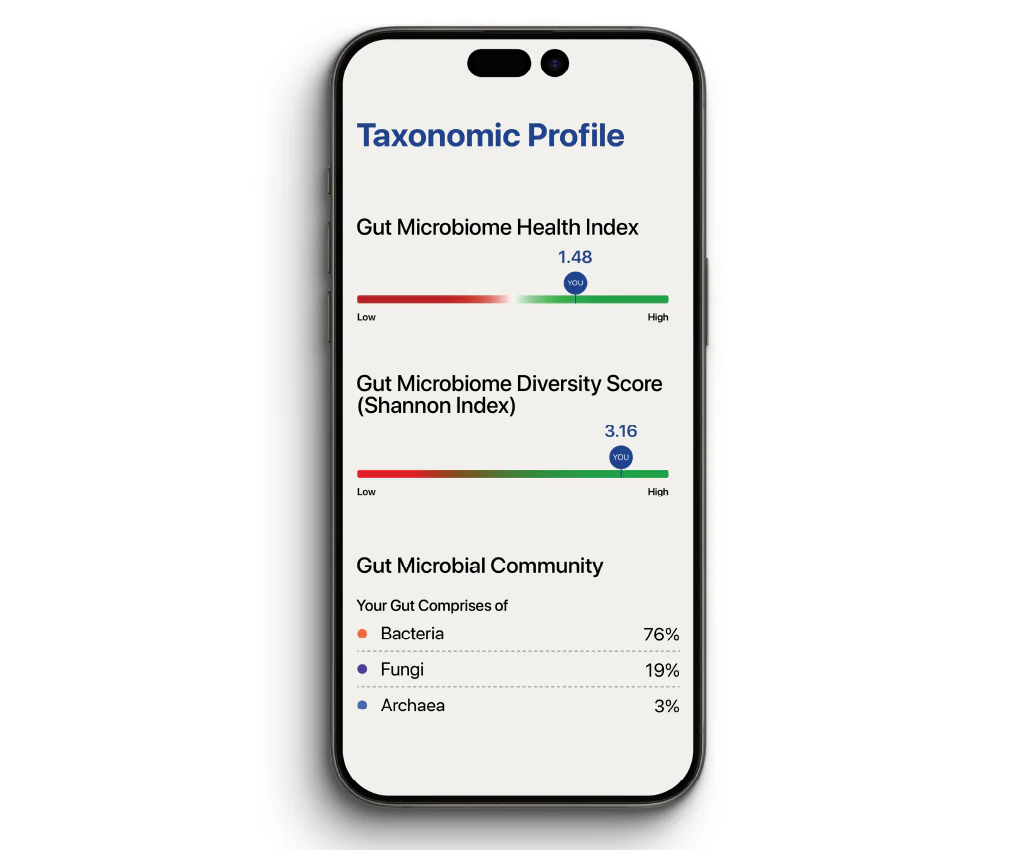 Taxonomic Profile
Gut Microbiome Health Index
1.48
YOU
Low High
Gut Microbiome Diversity Score
(Shannon Index)
3.16
YOU
Low High
Gut Microbial Community
Your Gut Comprises of
Bacteria 76%
Fungi 19%
Archaea 3%